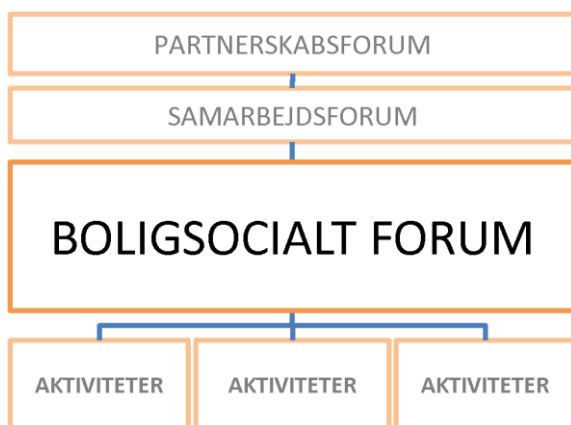 PARTNERSKABSFORUM
SAMARBEJDSFORUM
BOLIGSOCIALT FORUM
AKTIVITETER AKTIVITETER AKTIVITETER